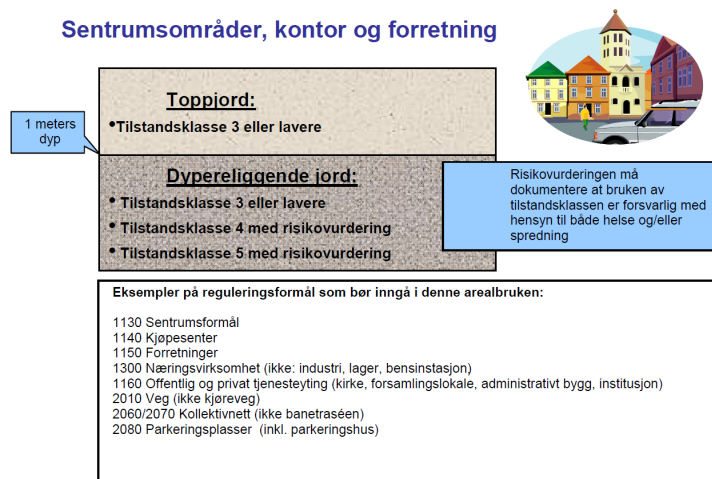 Sentrumsområder, kontor og forretning
Toppjord:
•Tilstandsklasse 3 eller lavere
1 meters
dyp
Dypereliggende jord:
• Tilstandsklasse 3 eller lavere
• Tilstandsklasse 4 med risikovurdering
• Tilstandsklasse 5 med risikovurdering
Risikovurderingen må
dokumentere at bruken av
tilstandsklassen er forsvarlig med
hensyn til både helse og/eller
spredning
Eksempler på reguleringsformål som bør inngå i denne arealbruken:
1130 Sentrumsformål
1140 Kjøpesenter
1150 Forretninger
1300 Næringsvirksomhet (ikke: industri, lager, bensinstasjon)
1160 Offentlig og privat tjenesteyting (kirke, forsamlingslokale, administrativt bygg, institusjon)
2010 Veg (ikke kjøreveg)
2060/2070 Kollektivnett (ikke banetraséen)
2080 Parkeringsplasser (inkl. parkeringshus)